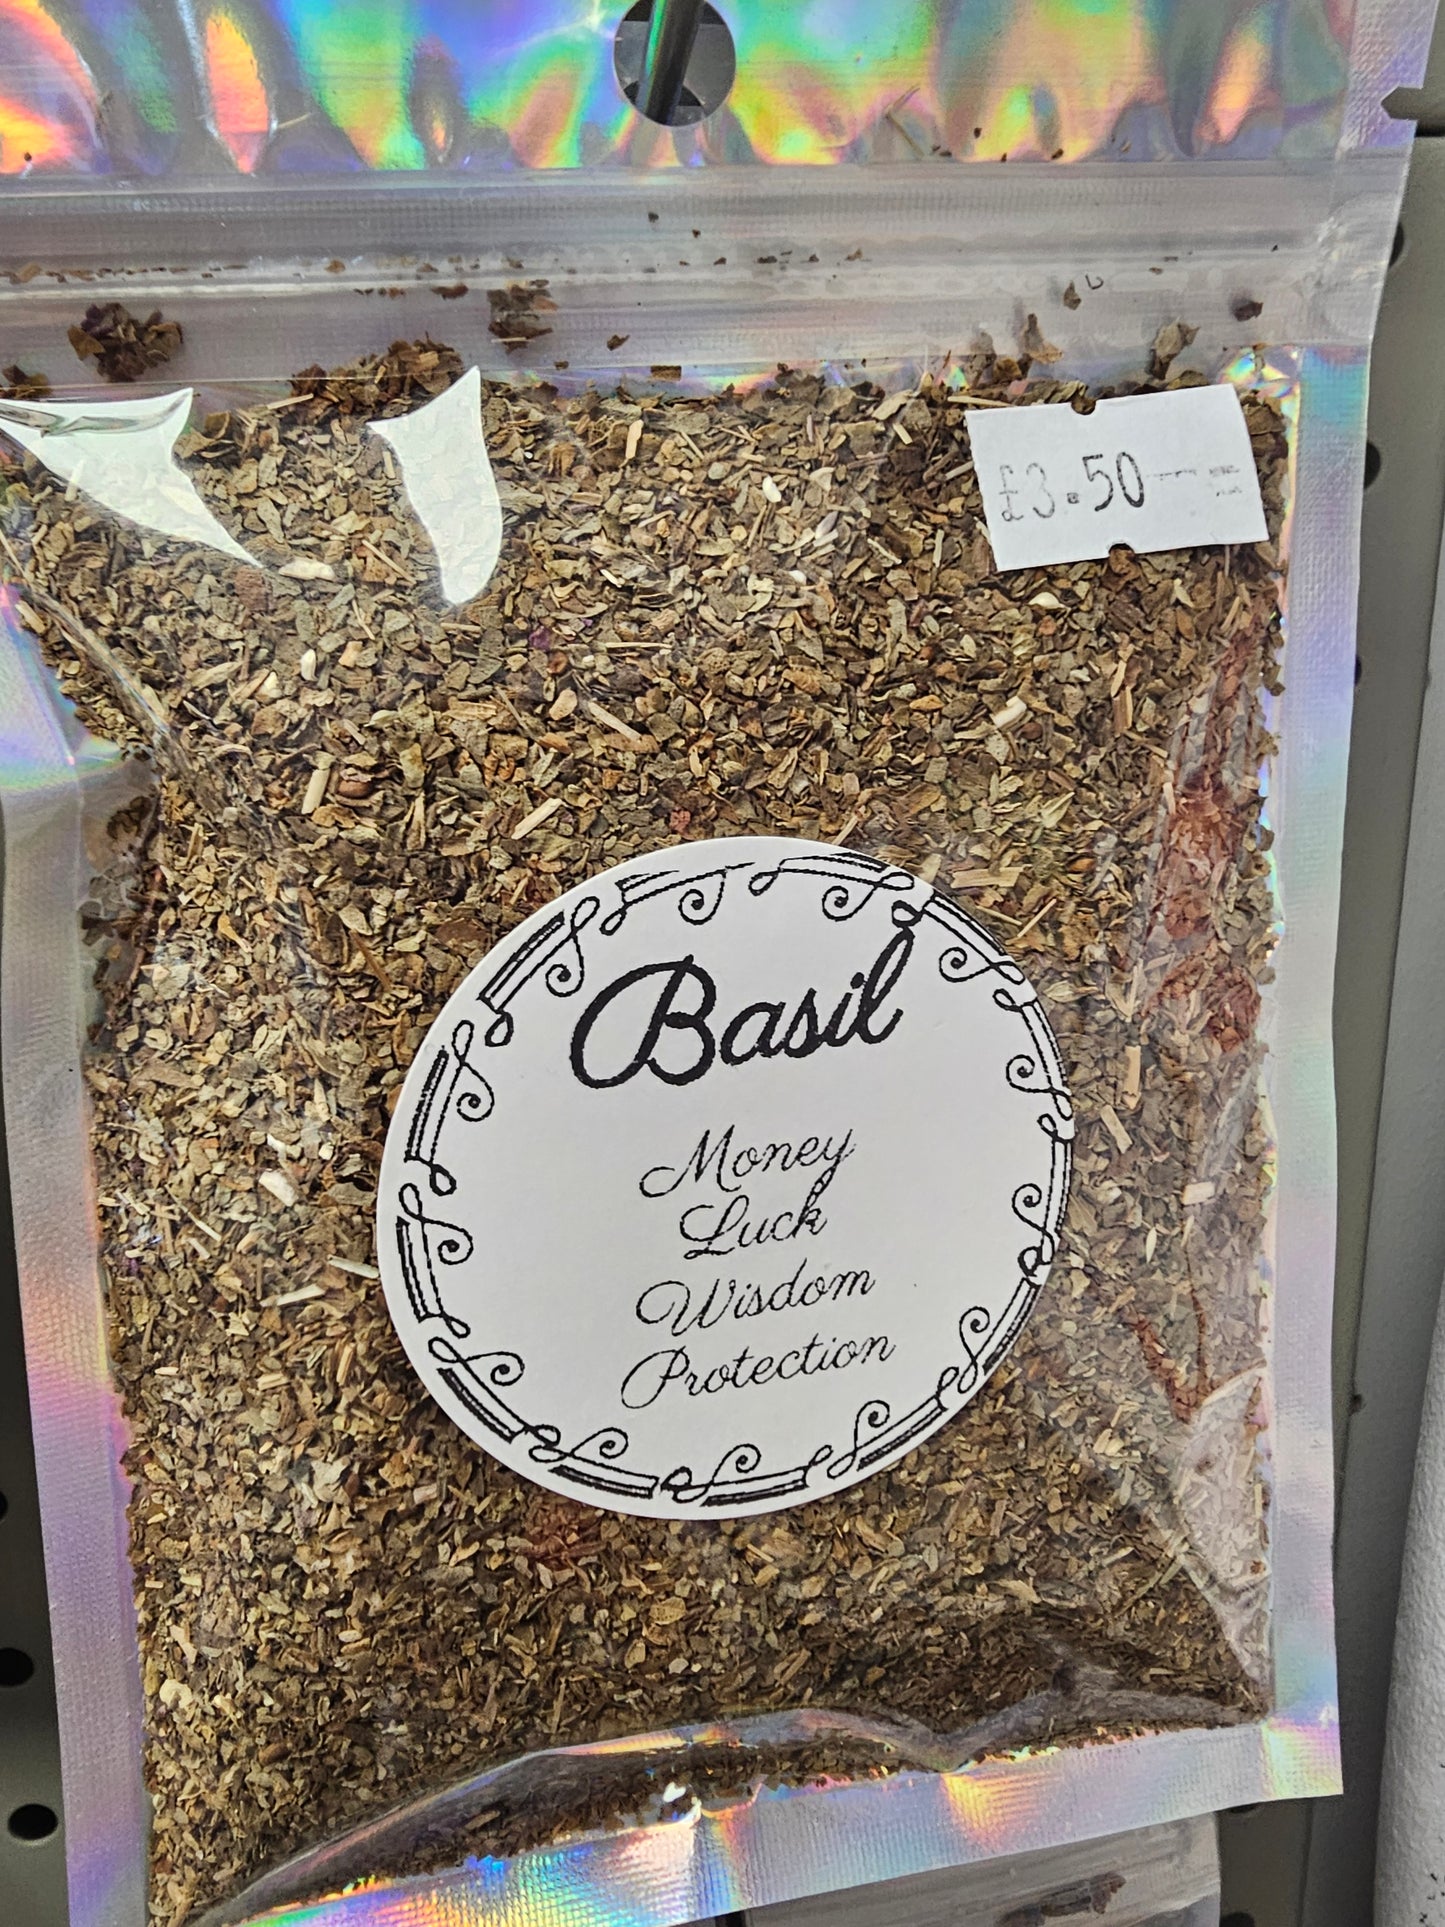 £3.50
Basil
Money
Luck
Wisdom
Protection